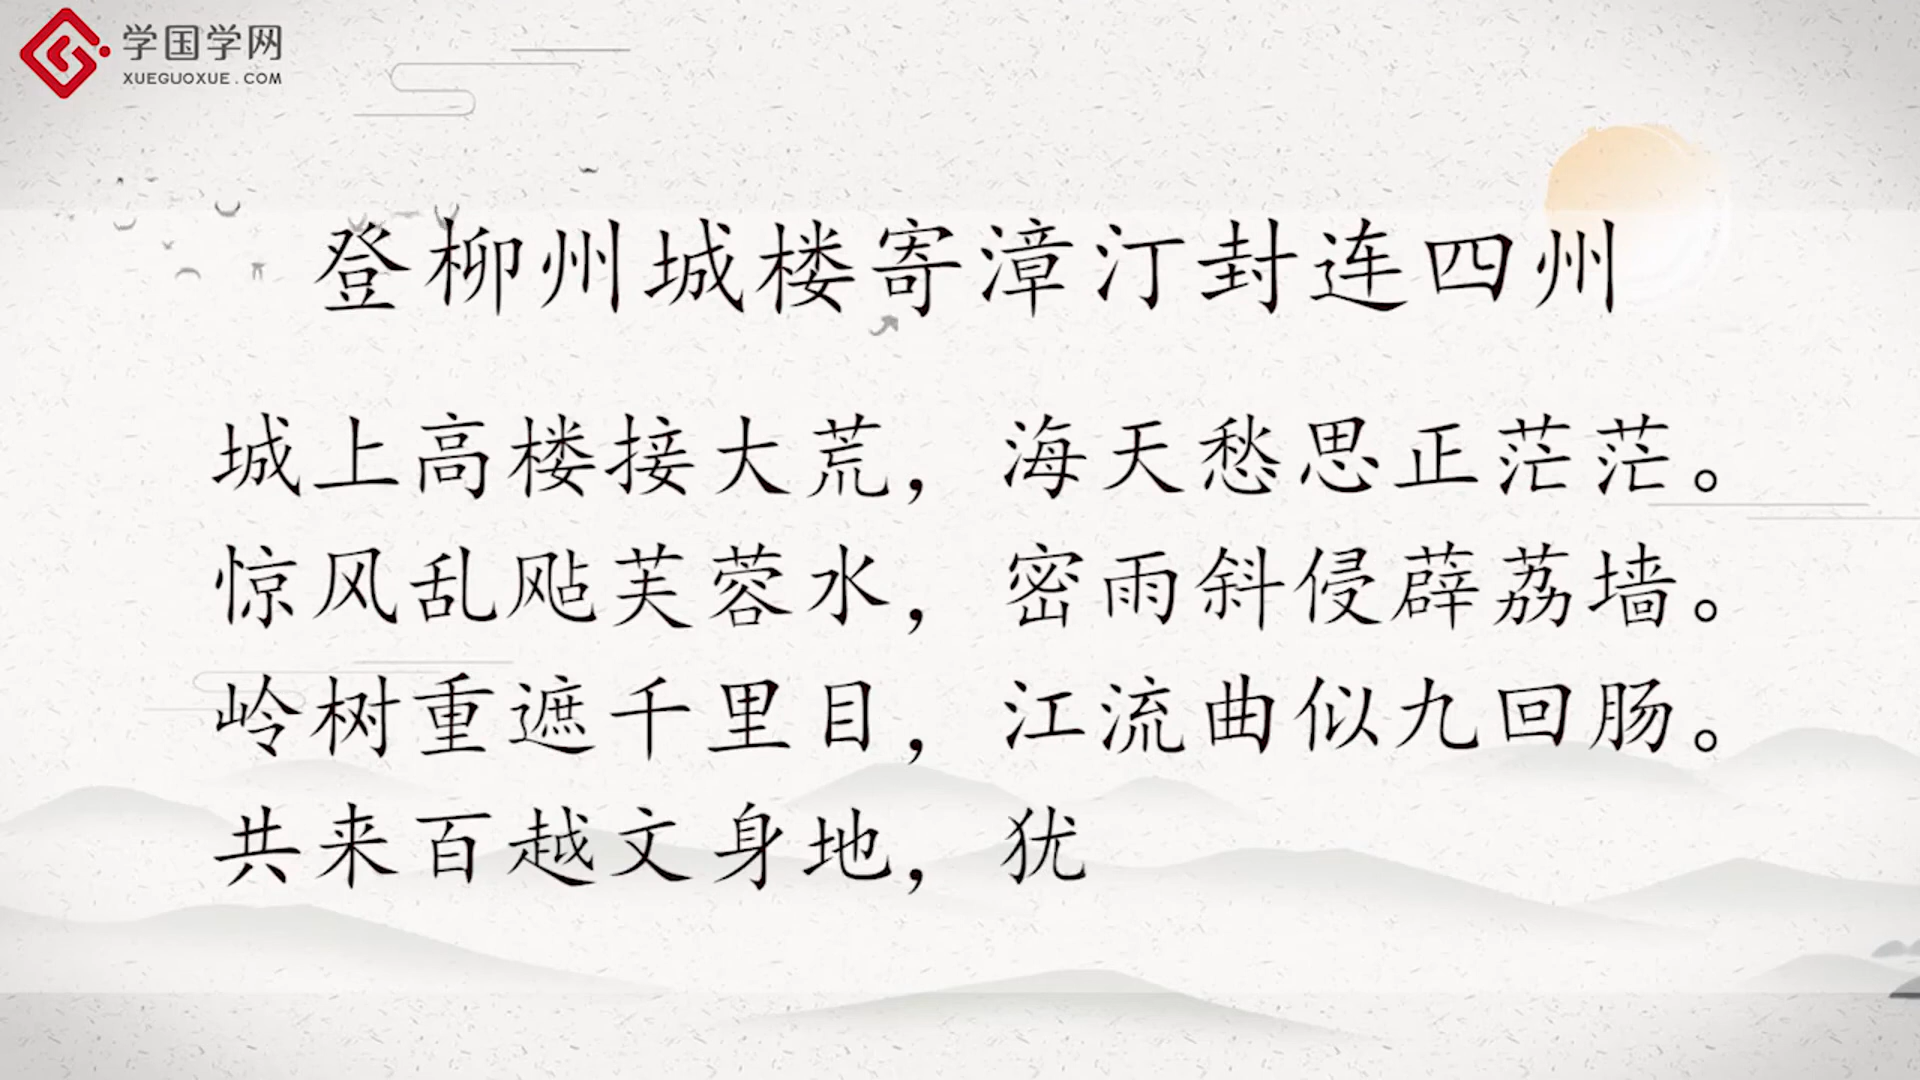 学国学网
XUEGUOXUE.COM
登柳州城楼寄漳汀封连四州
城上高楼接大荒，海天愁思正茫茫。
惊风乱飐芙蓉水，密雨斜侵薜荔墙。
岭树重遮千里目，江流曲似九回肠。
共来百越文身地，犹